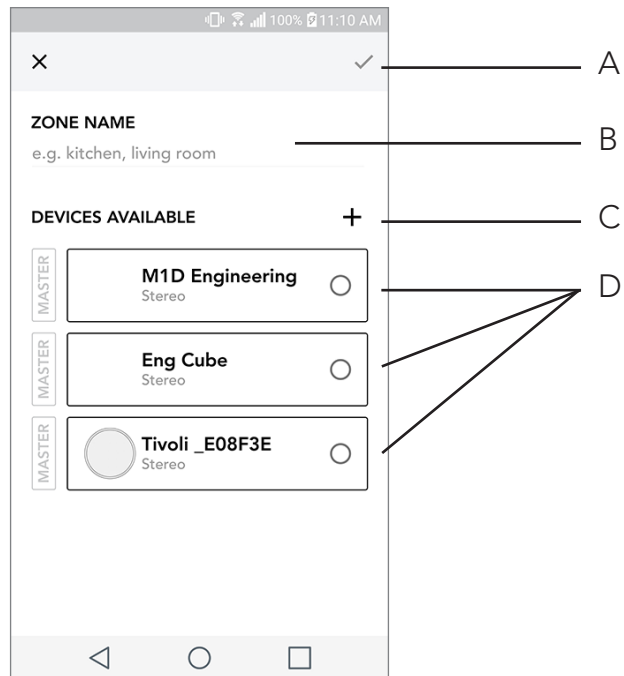 100% 11:10 AM
A
ZONE NAME
B
e.g. kitchen, living room
DEVICES AVAILABLE +
C
MASTER
M1D Engineering
Stereo
D
MASTER
Eng Cube
Stereo
MASTER
Tivoli _E08F3E
Stereo